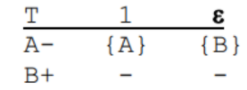 T 1 ε
A- {A} {B}
B+ - -